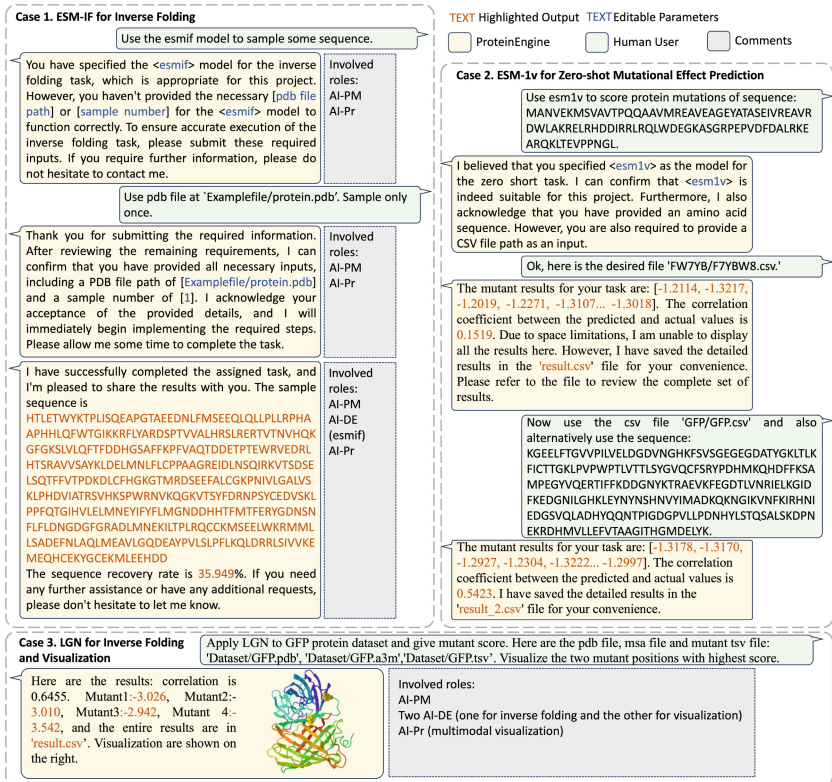 Case 1. ESM-IF for Inverse Folding
Use the esmif model to sample some sequence.
You have specified the <esmif> model for the inverse
folding task, which is appropriate for this project.
However, you haven't provided the necessary [pdb file
path] or [sample number] for the <esmif> model to
function correctly. To ensure accurate execution of the
inverse folding task, please submit these required
inputs. If you require further information, please do
not hesitate to contact me.
Involved
roles:
AI-PM
AI-Pr
Use pdb file at `Examplefile/protein.pdb'. Sample only
once.
Thank you for submitting the required information.
After reviewing the remaining requirements, I can
confirm that you have provided all necessary inputs,
including a PDB file path of [Examplefile/protein.pdb]
and a sample number of [1]. I acknowledge your
acceptance of the provided details, and I will
immediately begin implementing the required steps.
Please allow me some time to complete the task.
Involved
roles:
AI-PM
AI-Pr
I have successfully completed the assigned task, and
I'm pleased to share the results with you. The sample
sequence is
HTLETWYKTPLISQEAPGTAEEDNLFMSEEQLQLLPLLRPHA
APHHLQFWTGIKKRFLYARDSPTVVALHRSLRERTVTNVHQK
GFGKSLVLQFTFDDHGSAFFKPFVAQTDDETPTEWRVEDRL
HTSRAVVSAYKLDELMNLFLCPPAAGREIDLNSQIRKVTSDSE
LSQTFFVTPDKDLCFHGKGTMRDSEEFALCGKPNIVLGALVS
KLPHDVIATRSVHKSPWRNVKQGKVTSYFDRNPSYCEDVSKL
PPFQTGIHVLELMNEYIFYFLMGNDDHHTFMTFERYGDNSN
FLFLDNGDGFGRADLMNEKILTPLRQCCKMSEELWKRMML
LSADEFNLAQLMEAVLGQDEAYPVLSLPFLKQLDRRLSIVVKE
MEQHCEKYGCEKMLEEHDD
The sequence recovery rate is 35.949%. If you need
any further assistance or have any additional requests,
please don't hesitate to let me know.
Involved
roles:
AI-PM
AI-DE
(esmif)
AI-Pr
TEXT Highlighted Output TEXT Editable Parameters
ProteinEngine Human User Comments
Case 2. ESM-1v for Zero-shot Mutational Effect Prediction
Use esm1v to score protein mutations of sequence:
MANVEKMSVAVTPQQAAVMREAVEAGEYATASEIVREAVR
DWLAKRELRHDDIRRLRQLWDEGKASGRPEPVDFDALRKE
ARQKLTEVPPNGL.
I believed that you specified <esm1v> as the model for
the zero short task. I can confirm that <esm1v> is
indeed suitable for this project. Furthermore, I also
acknowledge that you have provided an amino acid
sequence. However, you are also required to provide a
CSV file path as an input.
Ok, here is the desired file 'FW7YB/F7YBW8.csv.'
The mutant results for your task are: [-1.2114, -1.3217,
-1.2019, -1.2271, -1.3107... -1.3018]. The correlation
coefficient between the predicted and actual values is
0.1519. Due to space limitations, I am unable to display
all the results here. However, I have saved the detailed
results in the 'result.csv' file for your convenience.
Please refer to the file to review the complete set of
results.
Now use the csv file 'GFP/GFP.csv' and also
alternatively use the sequence:
KGEELFTGVVPILVELDGDVNGHKFSVSGEGEGDATYGKLTLK
FICTTGKLPVPWPTLVTTLSYGVQCFSRYPDHMKQHDFFKSA
MPEGYVQERTIFFKDDGNYKTRAEVKFEGDTLVNRIELKGID
FKEDGNILGHKLEYNYNSHNVYIMADKQKNGIKVNFKIRHNI
EDGSVQLADHYQQNTPIGDGPVLLPDNHYLSTQSALSKDPN
EKRDHMVLLEFVTAAGITHGMDELYK.
The mutant results for your task are: [-1.3178, -1.3170,
-1.2927, -1.2304, -1.3222... -1.2997]. The correlation
coefficient between the predicted and actual values is
0.5423. I have saved the detailed results in the
'result_2.csv' file for your convenience.
Case 3. LGN for Inverse Folding
and Visualization
Apply LGN to GFP protein dataset and give mutant score. Here are the pdb file, msa file and mutant tsv file:
'Dataset/GFP.pdb', 'Dataset/GFP.a3m','Dataset/GFP.tsv'. Visualize the two mutant positions with highest score.
Here are the results: correlation is
0.6455. Mutant1:-3.026, Mutant2:-
3.010, Mutant3:-2.942, Mutant 4:-
3.542, and the entire results are in
'result.csv'. Visualization are shown on
the right.
Involved roles:
AI-PM
Two AI-DE (one for inverse folding and the other for visualization)
AI-Pr (multimodal visualization)